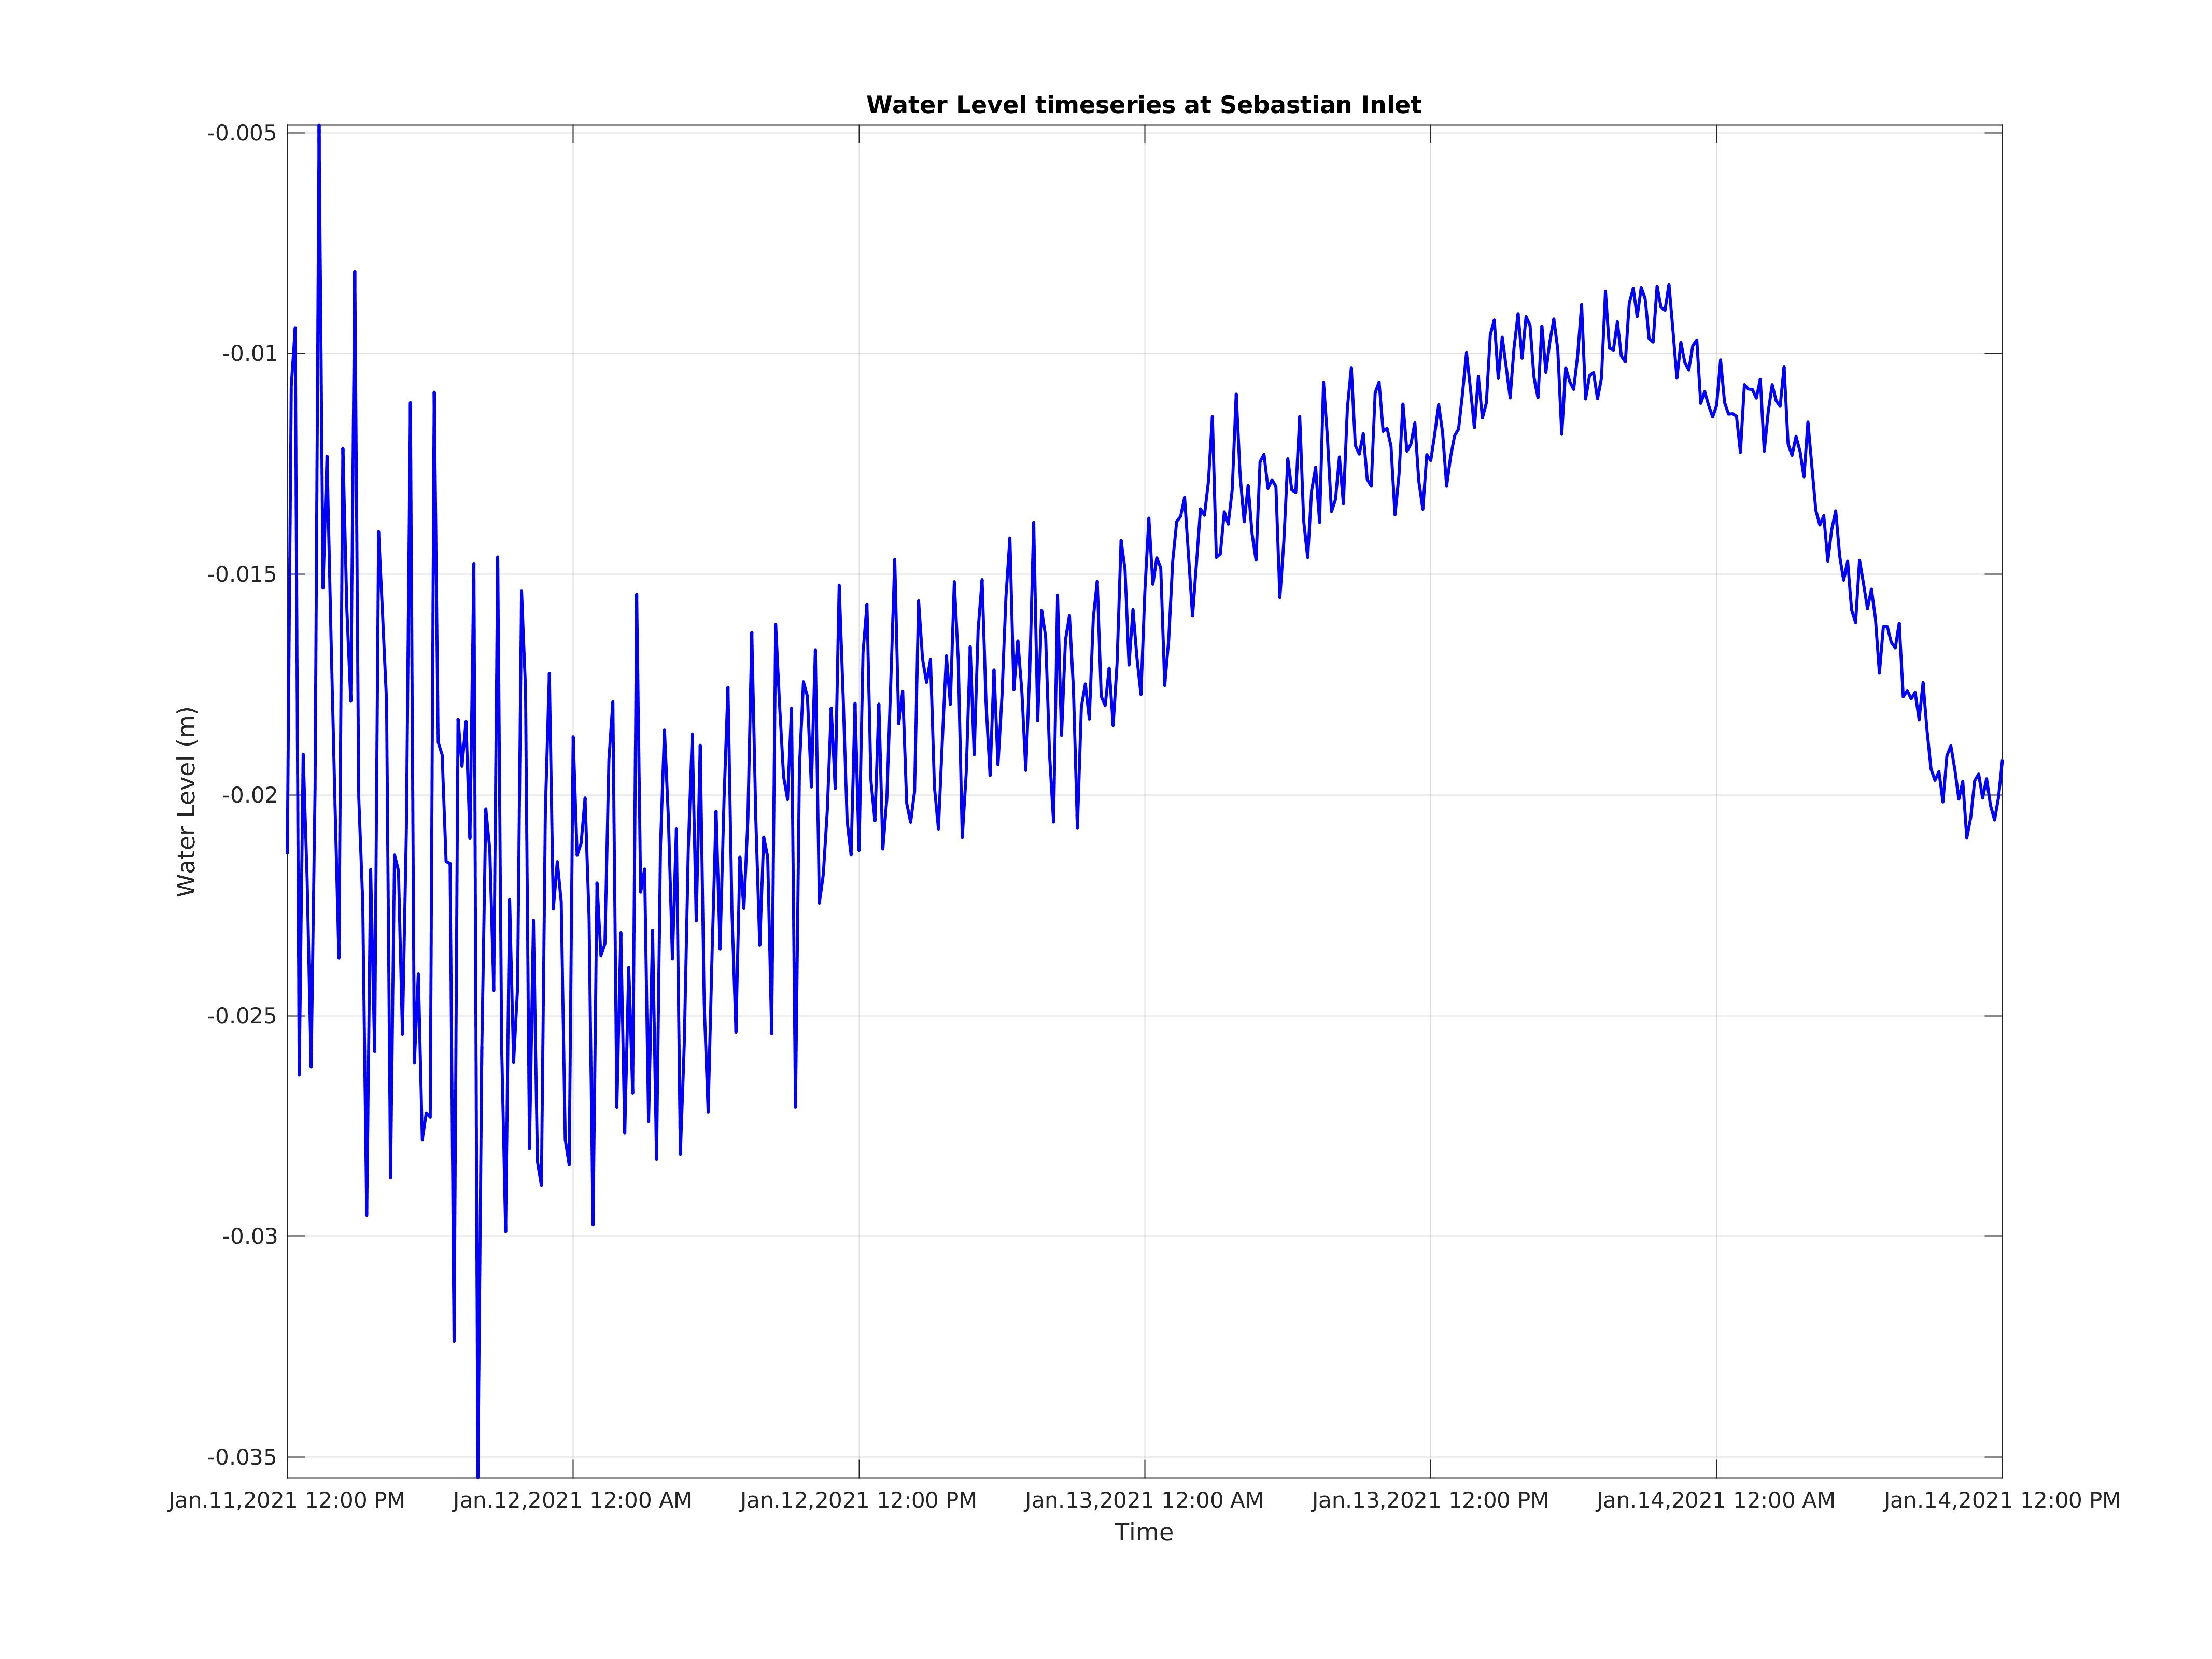 Water Level timeseries at Sebastian Inlet
-0.005
-0.01
-0.015
-0.02
-0.025
-0.03
-0.035
Water Level (m)
Jan.11,2021 12:00 PM
Jan.12,2021 12:00 AM
Jan.12,2021 12:00 PM
Jan.13,2021 12:00 AM
Jan.13,2021 12:00 PM
Jan.14,2021 12:00 AM
Jan.14,2021 12:00 PM
Time